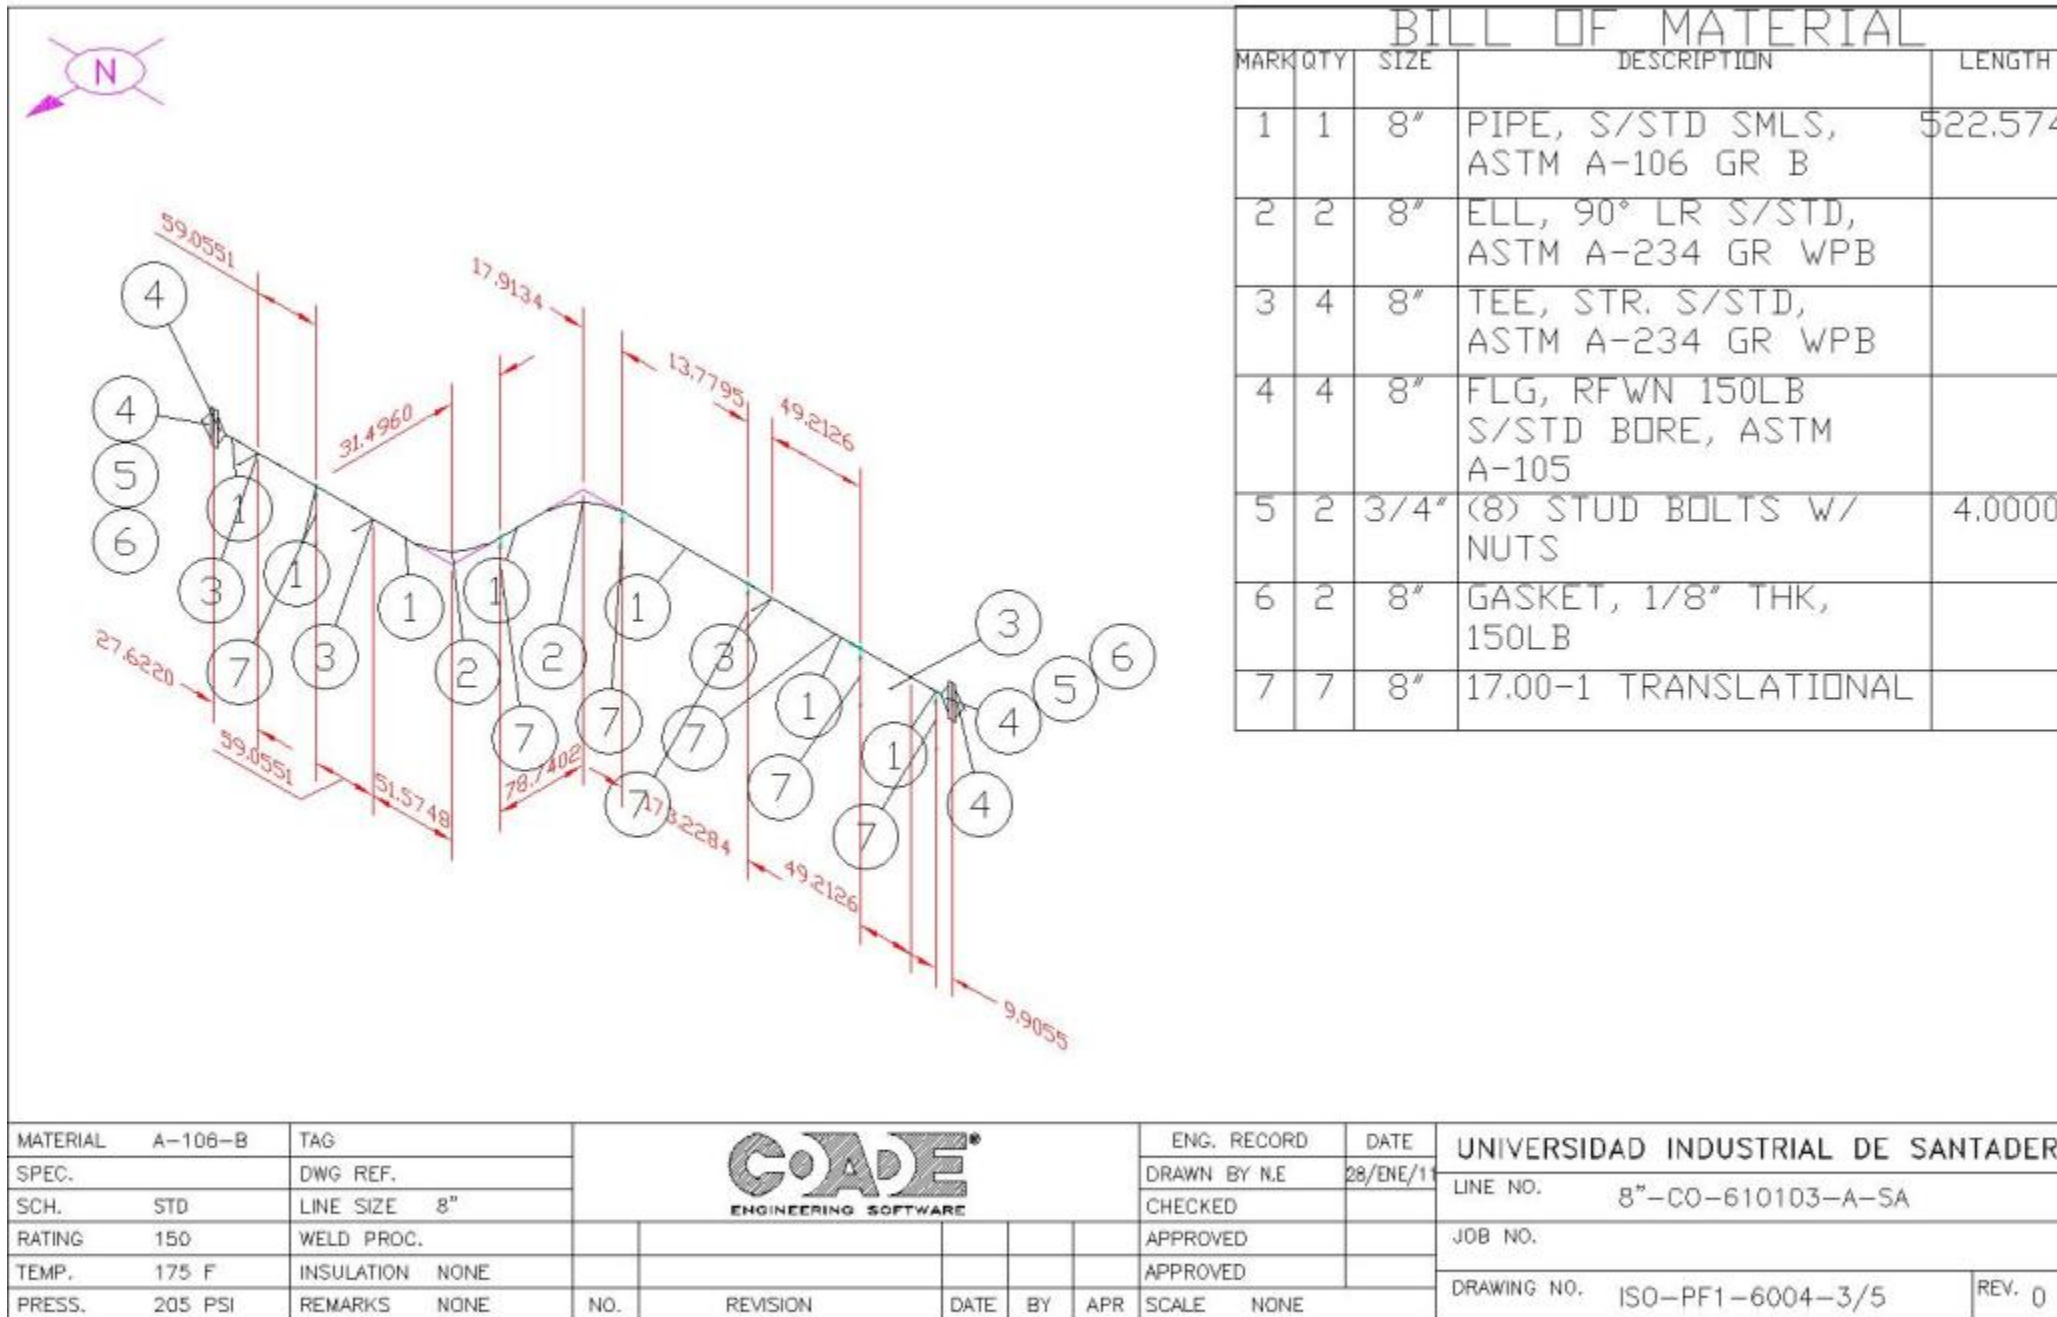 N
BILL OF MATERIAL
MARK QTY SIZE DESCRIPTION LENGTH
1 1 8" PIPE, S/STD SMLS, 522.574
ASTM A-106 GR B
2 2 8" ELL, 90° LR S/STD,
ASTM A-234 GR WPB
3 4 8" TEE, STR. S/STD,
ASTM A-234 GR WPB
4 4 8" FLG, RFWN 150LB
S/STD BORE, ASTM
A-105
5 2 3/4" (8) STUD BOLTS W/ 4.0000
NUTS
6 2 8" GASKET, 1/8" THK,
150LB
7 7 8" 17.00-1 TRANSLATIONAL
59.0551
17.9134
4
13.7795
4
31.4960
49.2126
5
1
6
3
1
1
1
1
3
27.6220
7
3
2
2
3
6
7
7
7
1
4
5
59.0551
51.5748
78.7402
7
173.2284
7
1
4
7
49.2126
9.9055
MATERIAL A-106-B
SPEC.
SCH. STD
RATING 150
TEMP. 175 F
PRESS. 205 PSI
TAG
DWG REF.
LINE SIZE 8"
WELD PROC.
INSULATION NONE
REMARKS NONE
COADE®
ENGINEERING SOFTWARE
NO. REVISION DATE BY APR
ENG. RECORD DATE
DRAWN BY N.E 28/ENE/11
CHECKED
APPROVED
APPROVED
SCALE NONE
UNIVERSIDAD INDUSTRIAL DE SANTADER
LINE NO. 8"-CO-610103-A-SA
JOB NO.
DRAWING NO. ISO-PF1-6004-3/5 REV. 0